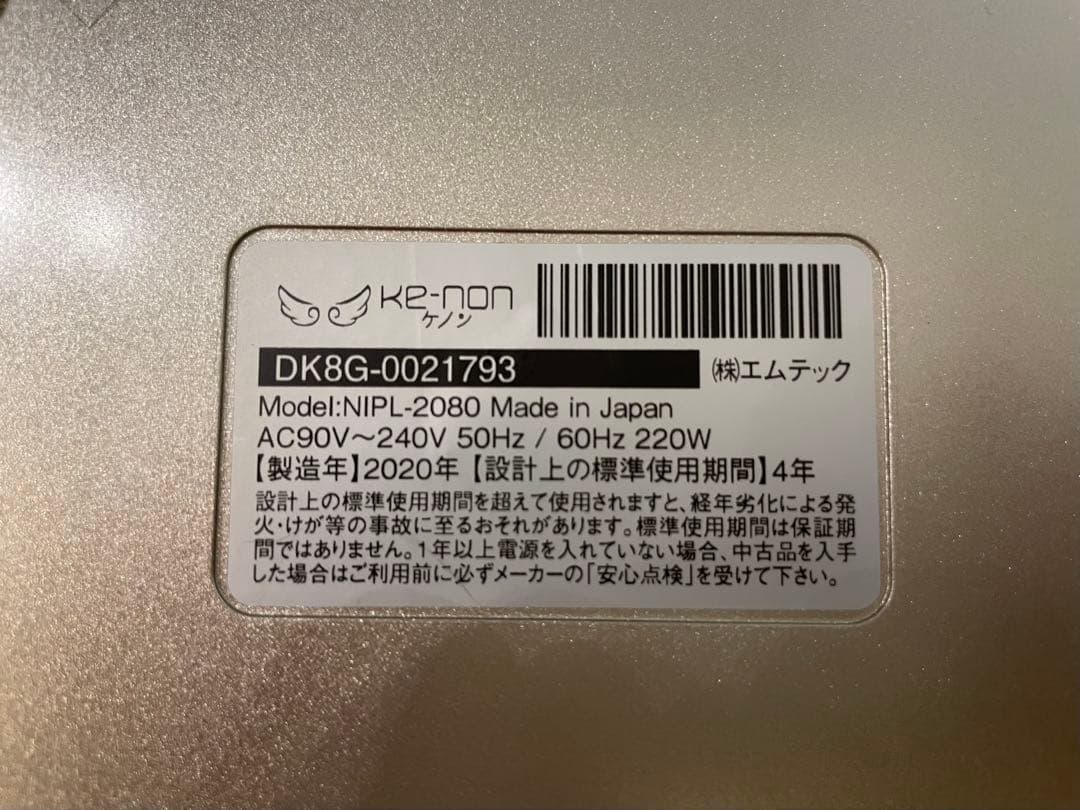 ke-non
ケノン
DK8G-0021793
㈱エムテック
Model:NIPL-2080 Made in Japan
AC90V～240V 50Hz / 60Hz 220W
【製造年】2020年【設計上の標準使用期間】4年
設計上の標準使用期間を超えて使用されますと、経年劣化による発
火・けが等の事故に至るおそれがあります。標準使用期間は保証期
間ではありません。1年以上電源を入れていない場合、中古品を入手
した場合はご利用前に必ずメーカーの「安心点検」を受けて下さい。